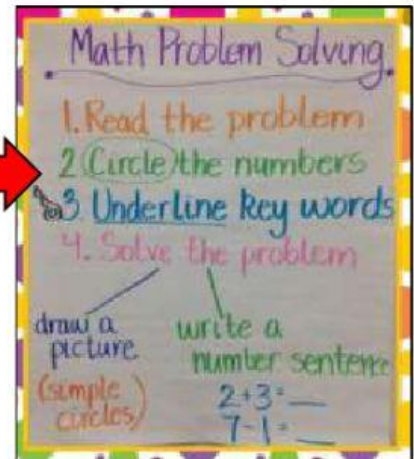 Math Problem Solving.
1. Read the problem
2. Circle the numbers
3 Underline key words
4. Solve the problem
draw a
picture
(simple
circles)
write a
number sentence
2+3=__
7-1=__